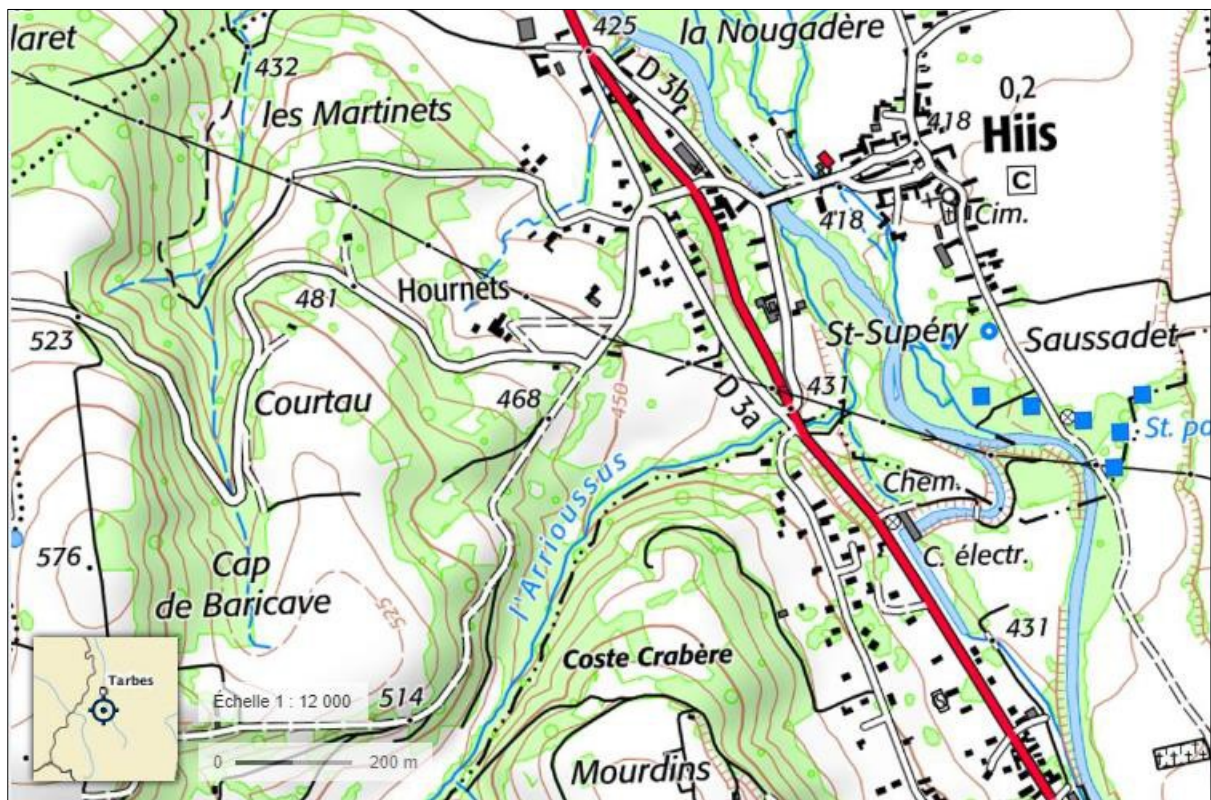 laret
425
la Nougadère
432
D 3b
0,2
les Martinets
418
Hiis
C
418
Cim.
481
Hournets
523
St-Supéry
Saussadet
Courtau
468
450
D 3a
431
St. po
l'Arrioussus
Chem.
576
Cap
de Baricave
C. électr.
525
431
Coste Crabère
Tarbes
Échelle 1 : 12 000
514
0 200 m
Mourdins